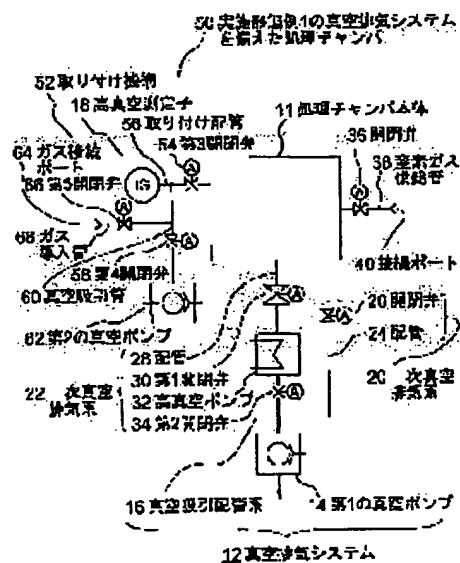 50 実施形態例1の真空排気システム
を備えた処理チャンバ
52 取り付け
18 高真空測定子
56 取り付け配管
54 第3開閉弁
11 処理チャンバ本体
64 ガス接続
ポート
36 開閉弁
IG
A
66 第5開閉弁
A
A
38 窒素ガス
供給管
A
68 ガス
導入管
58 第4開閉弁
40 接続ポート
60 真空吸引管
A
A
20 開閉弁
62 第2の真空ポンプ
24 配管
28 配管
30 第1開閉弁
20 次真空
排気系
22 次真空
排気系
32 高真空ポンプ
A
34 第2開閉弁
16 真空吸引配管系
4 第1の真空ポンプ
12 真空排気システム